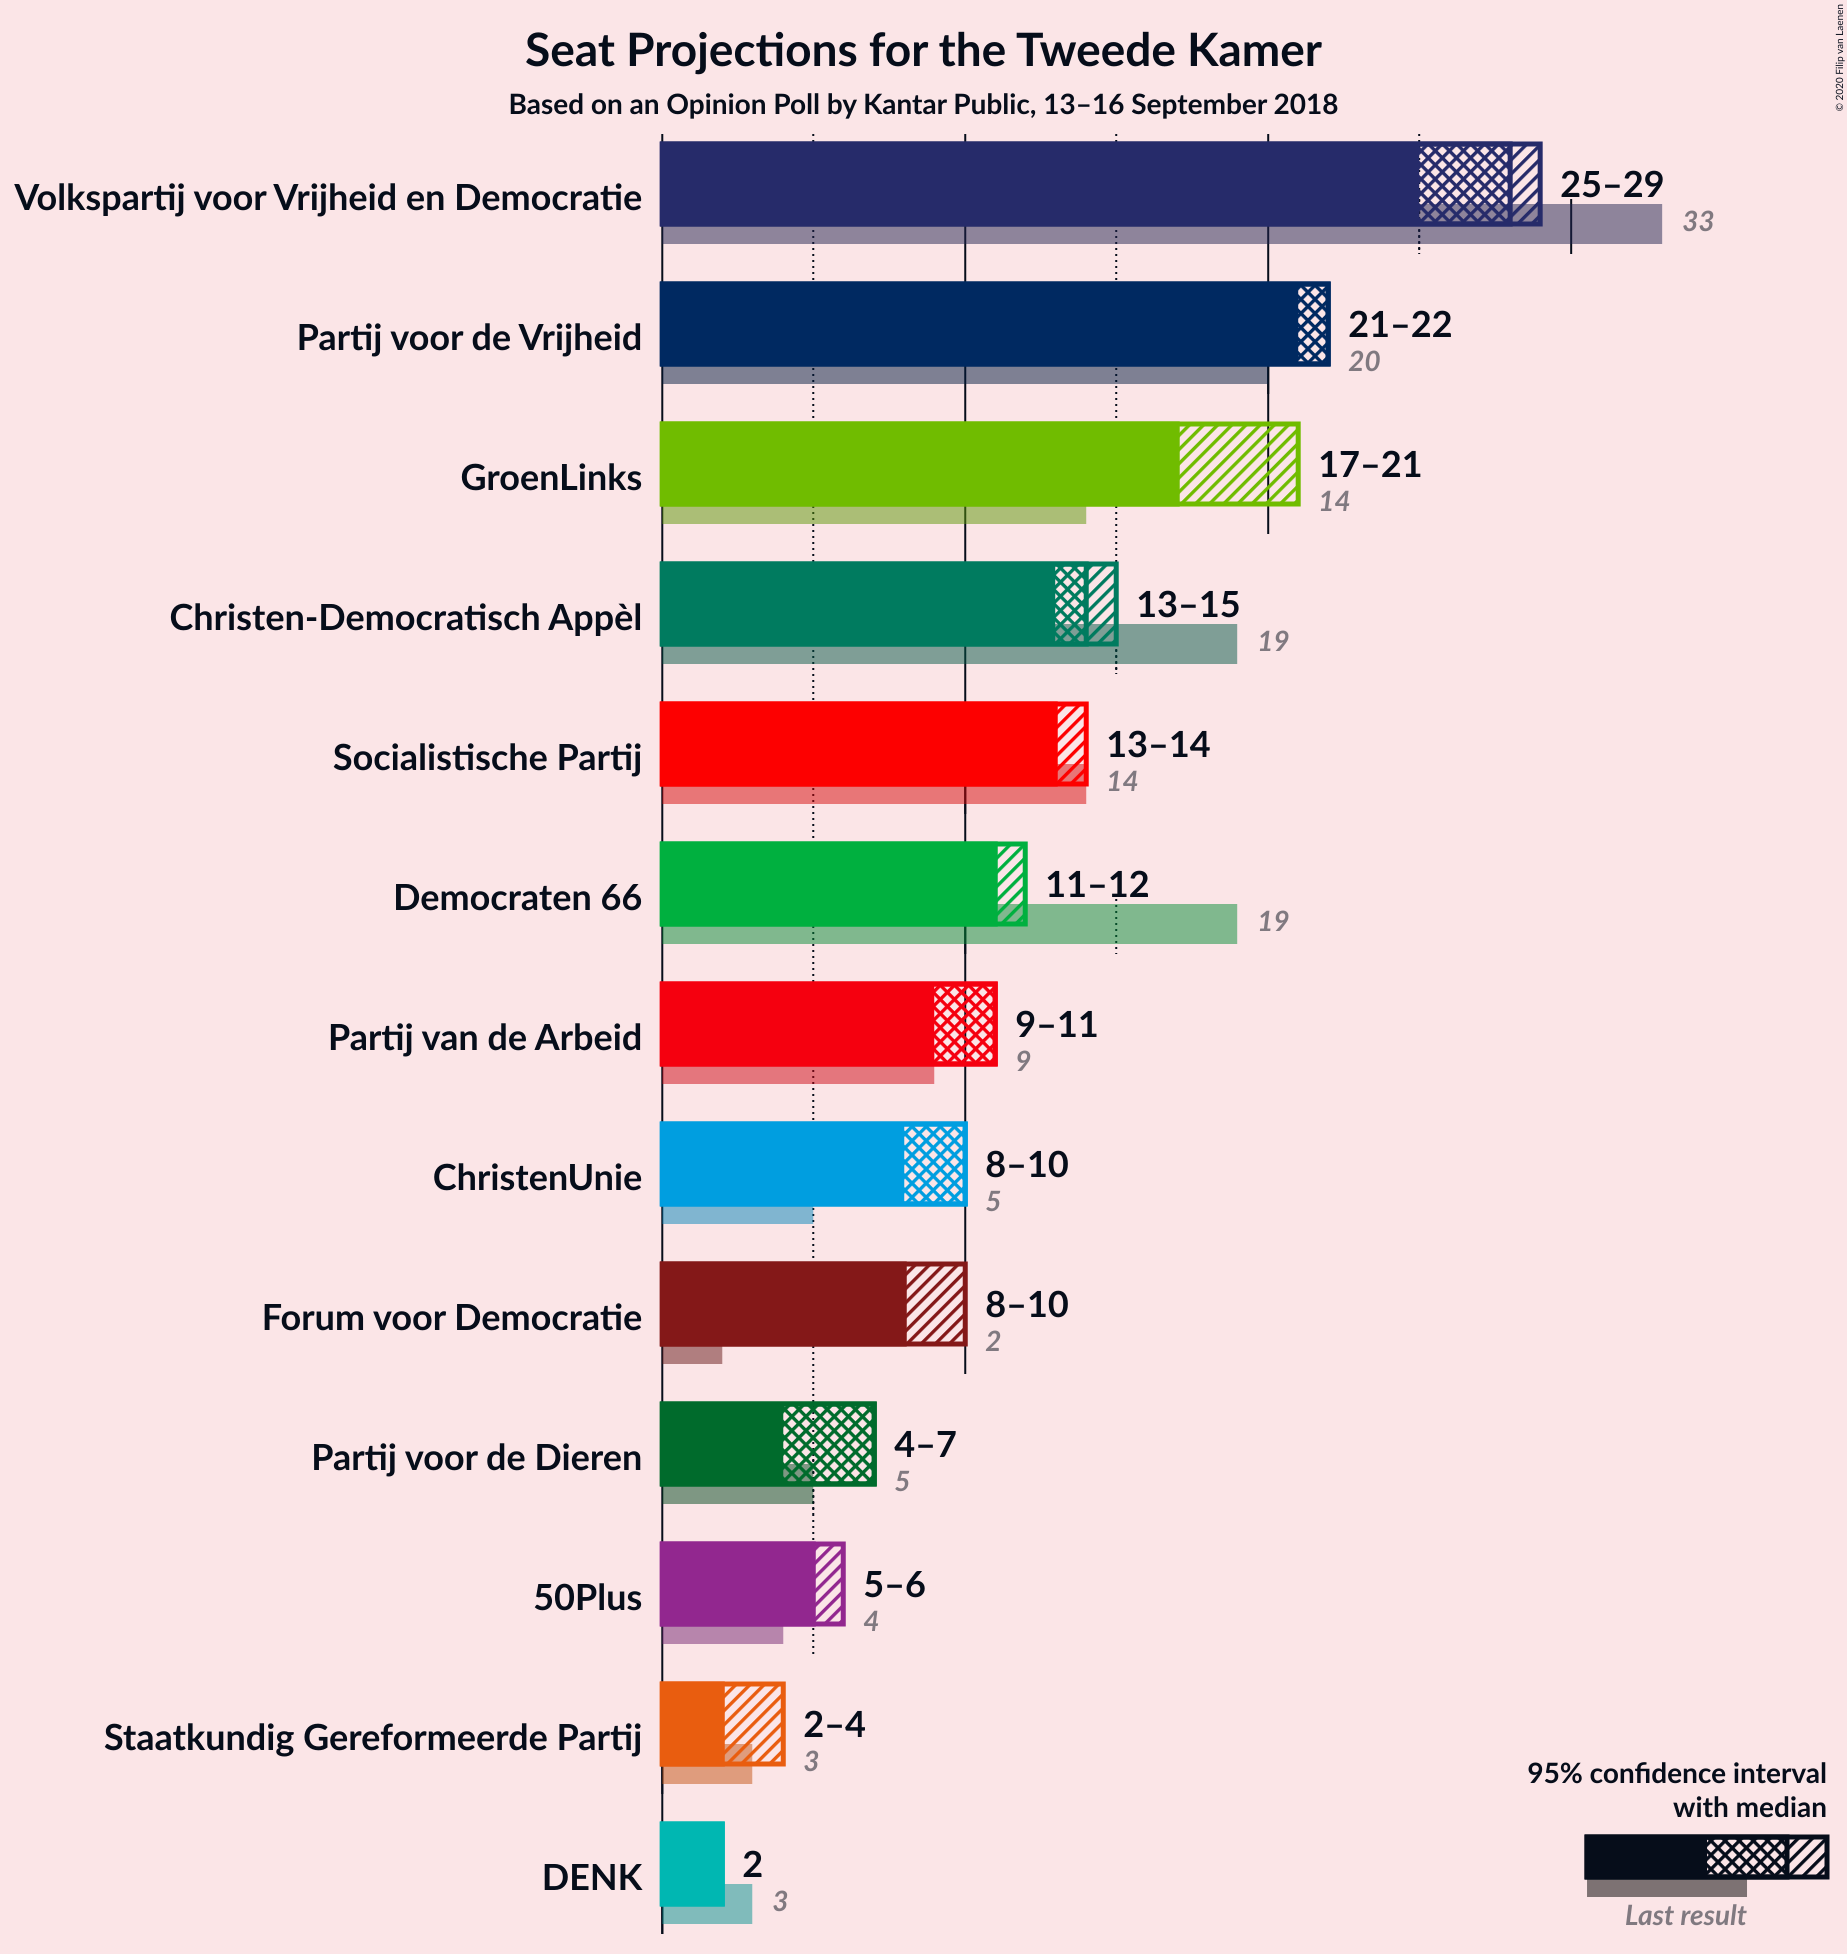 Seat Projections for the Tweede Kamer
Based on an Opinion Poll by Kantar Public, 13–16 September 2018
© 2020 Filip van Laenen
Volkspartij voor Vrijheid en Democratie
25–29
33
Partij voor de Vrijheid
21–22
20
GroenLinks
17–21
14
Christen-Democratisch Appèl
13–15
19
Socialistische Partij
13–14
14
Democraten 66
11–12
19
Partij van de Arbeid
9–11
9
ChristenUnie
8–10
5
Forum voor Democratie
8–10
2
Partij voor de Dieren
4–7
5
50Plus
5–6
4
Staatkundig Gereformeerde Partij
2–4
3
DENK
2
3
95% confidence interval
with median
Last result